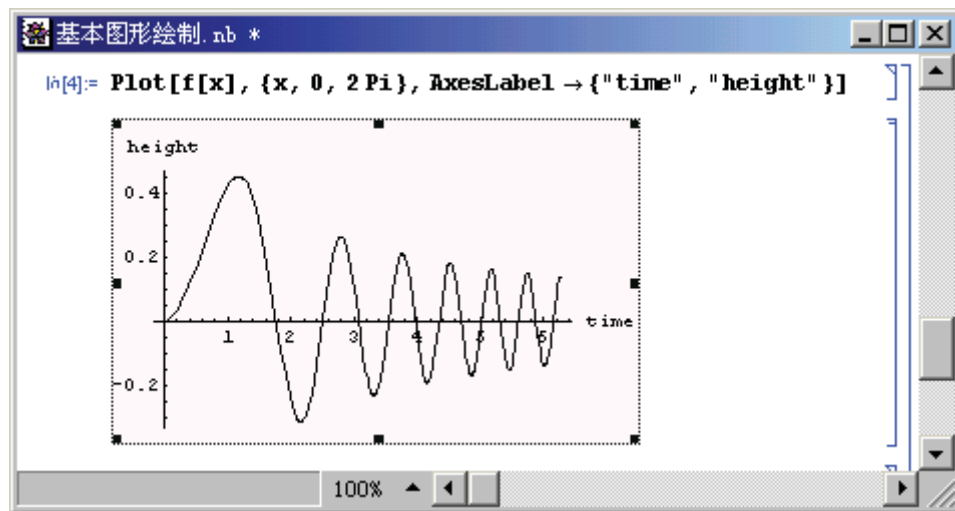 基本图形绘制.nb *
In[4]:= Plot[f[x], {x, 0, 2 Pi}, AxesLabel → {"time", "height"}]
height
0.4
0.2
1 2 3 4 5 6 time
-0.2
100%